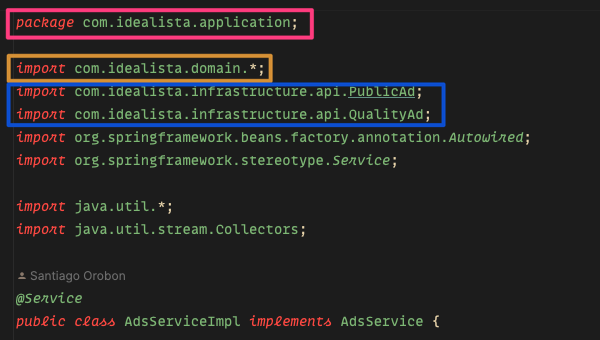 package com.idealista.application;
import com.idealista.domain.*;
import com.idealista.infrastructure.api.PublicAd;
import com.idealista.infrastructure.api.QualityAd;
import org.springframework.beans.factory.annotation.Autowired;
import org.springframework.stereotype.Service;
import java.util.*;
import java.util.stream.Collectors;
Santiago Orobon
@Service
public class AdsServiceImpl implements AdsService {